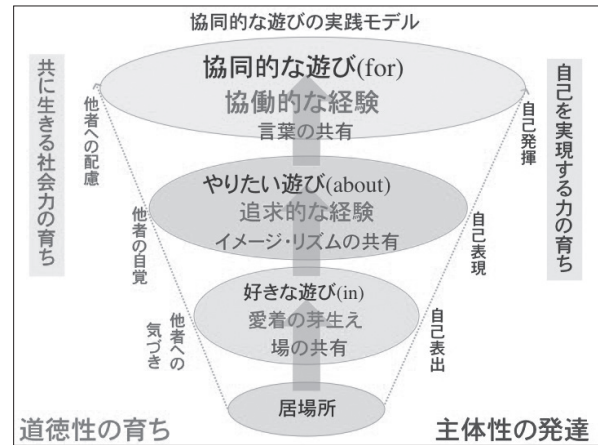 協同的な遊びの実践モデル
協同的な遊び(for)
協働的な経験
言葉の共有
やりたい遊び(about)
追求的な経験
イメージ・リズムの共有
好きな遊び(in)
愛着の芽生え
場の共有
居場所
共に生きる社会力の育ち
他者への配慮
他者の自覚
他者への
気づき
自己発揮
自己表現
自己表出
自己を実現する力の育ち
道徳性の育ち
主体性の発達